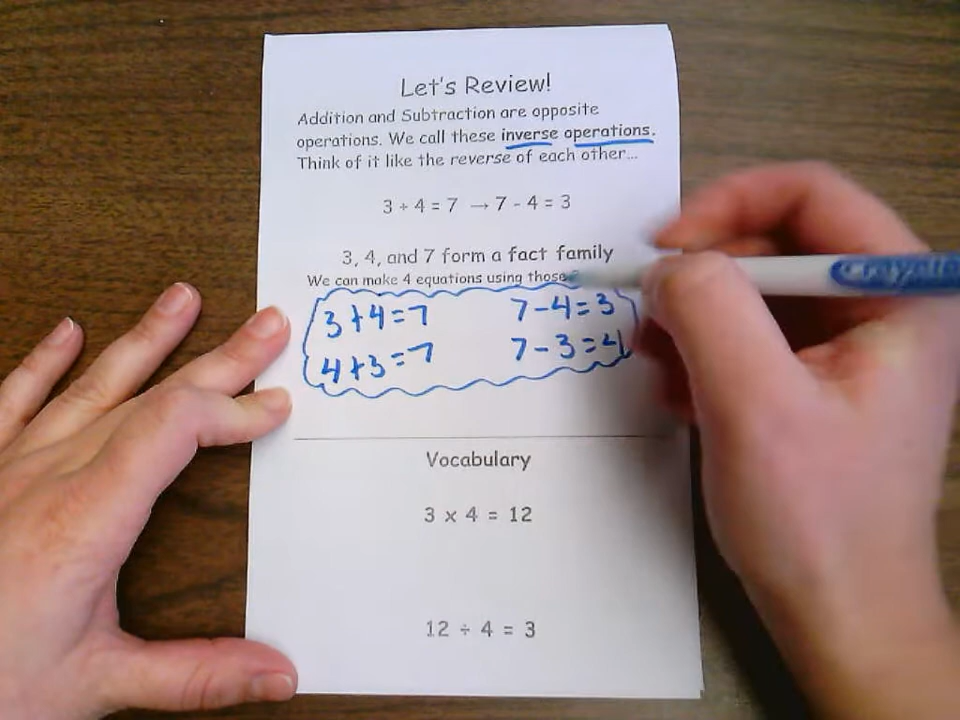 Let's Review!
Addition and Subtraction are opposite
operations. We call these inverse operations.
Think of it like the reverse of each other...
3 + 4 = 7 → 7 - 4 = 3
3, 4, and 7 form a fact family
We can make 4 equations using those
3+4=7 7-4=3
4+3=7 7-3=4
Vocabulary
3 x 4 = 12
12 ÷ 4 = 3
Crayola